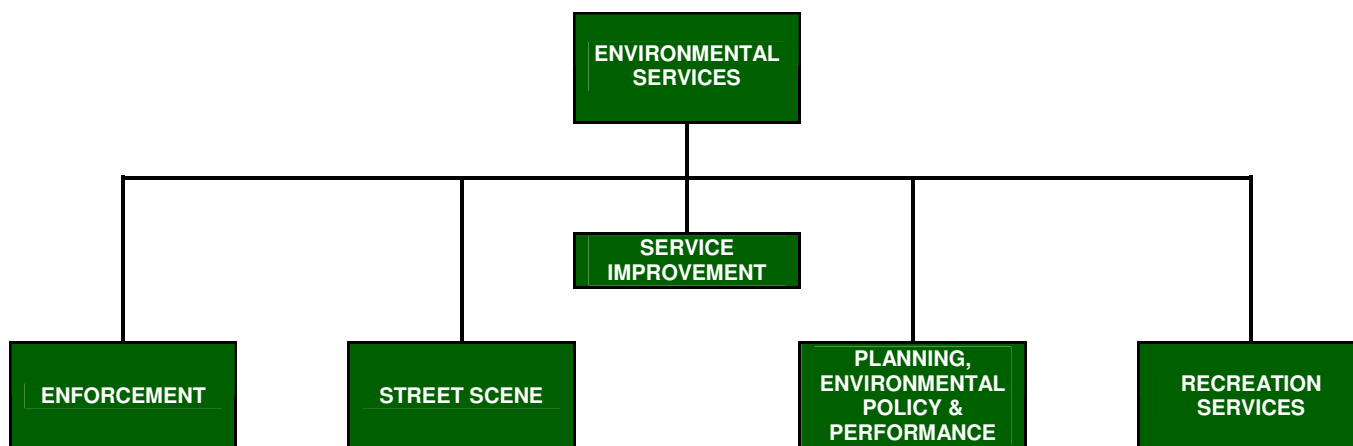 ENVIRONMENTAL
SERVICES
SERVICE
IMPROVEMENT
ENFORCEMENT
STREET SCENE
PLANNING,
ENVIRONMENTAL
POLICY &
PERFORMANCE
RECREATION
SERVICES